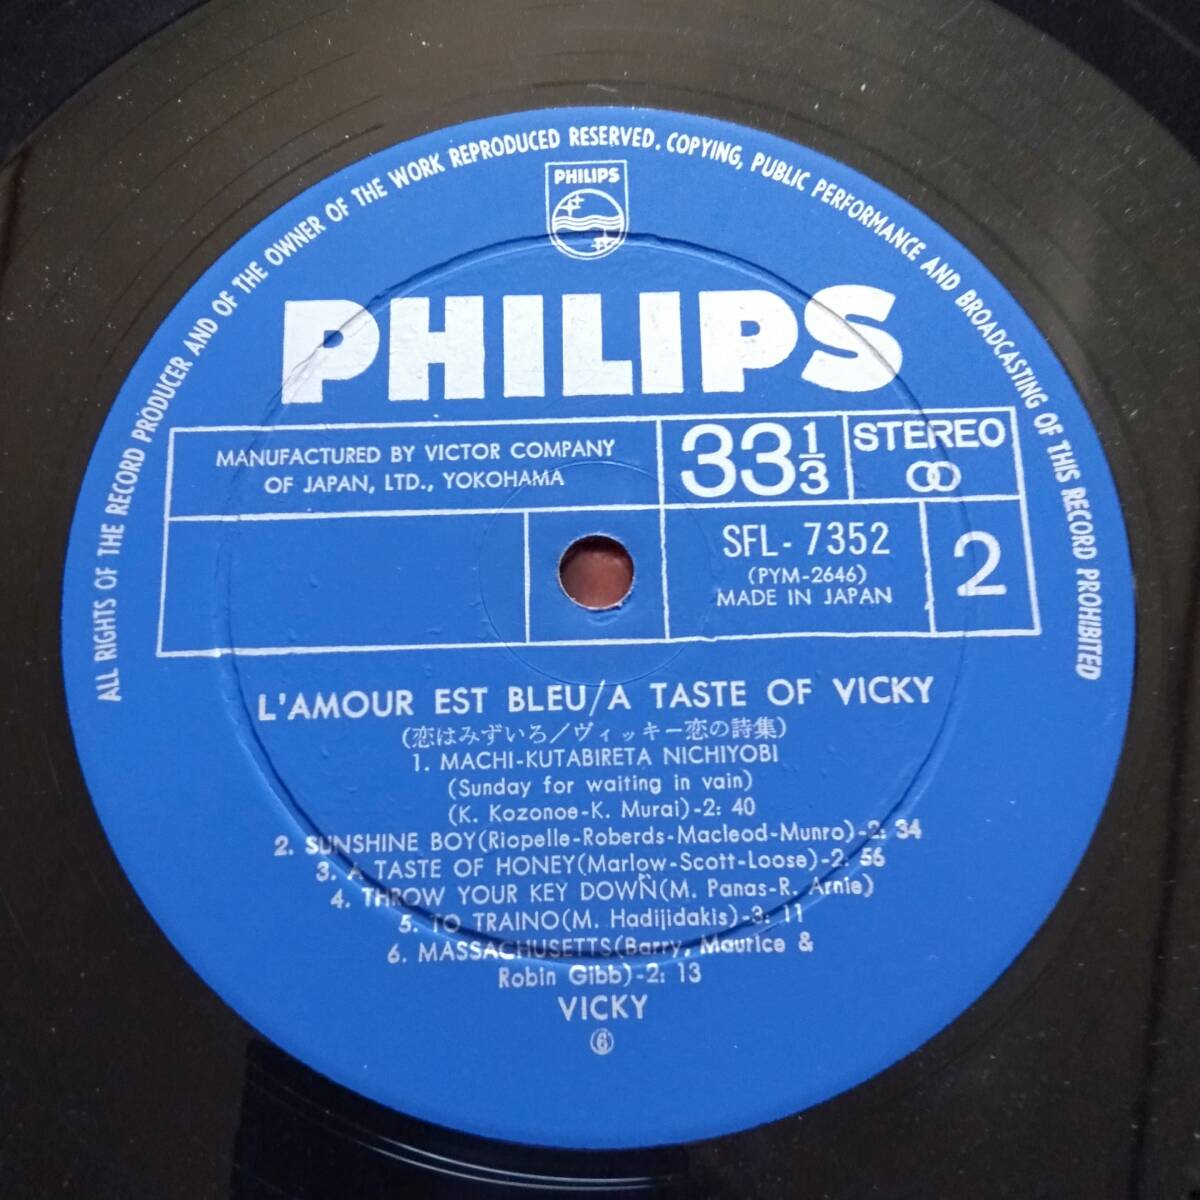 ALL RIGHTS OF THE RECORD PRODUCER AND OF THE OWNER OF THE WORK REPRODUCED RESERVED. COPYING, PUBLIC PERFORMANCE AND BROADCASTING OF THIS RECORD PROHIBITED
PHILIPS
PHILIPS
MANUFACTURED BY VICTOR COMPANY
OF JAPAN, LTD., YOKOHAMA
33 1/3
STEREO
SFL-7352
(PYM-2646)
MADE IN JAPAN
2
L'AMOUR EST BLEU/A TASTE OF VICKY
(恋はみずいろ/ヴィッキー恋の詩集)
1. MACHI-KUTABIRETA NICHIYOBI
(Sunday for waiting in vain)
(K. Kozonoe-K. Murai)-2: 40
2. SUNSHINE BOY(Riopelle-Roberds-Macleod-Munro)-2: 34
3. A TASTE OF HONEY(Marlow-Scott-Loose)-2: 56
4. THROW YOUR KEY DOWN(M. Panas-R. Arnie)
5. TO TRAINO(M. Hadijidakis)-3: 11
6. MASSACHUSETTS(Barry, Maurice &
Robin Gibb)-2: 13
VICKY
6